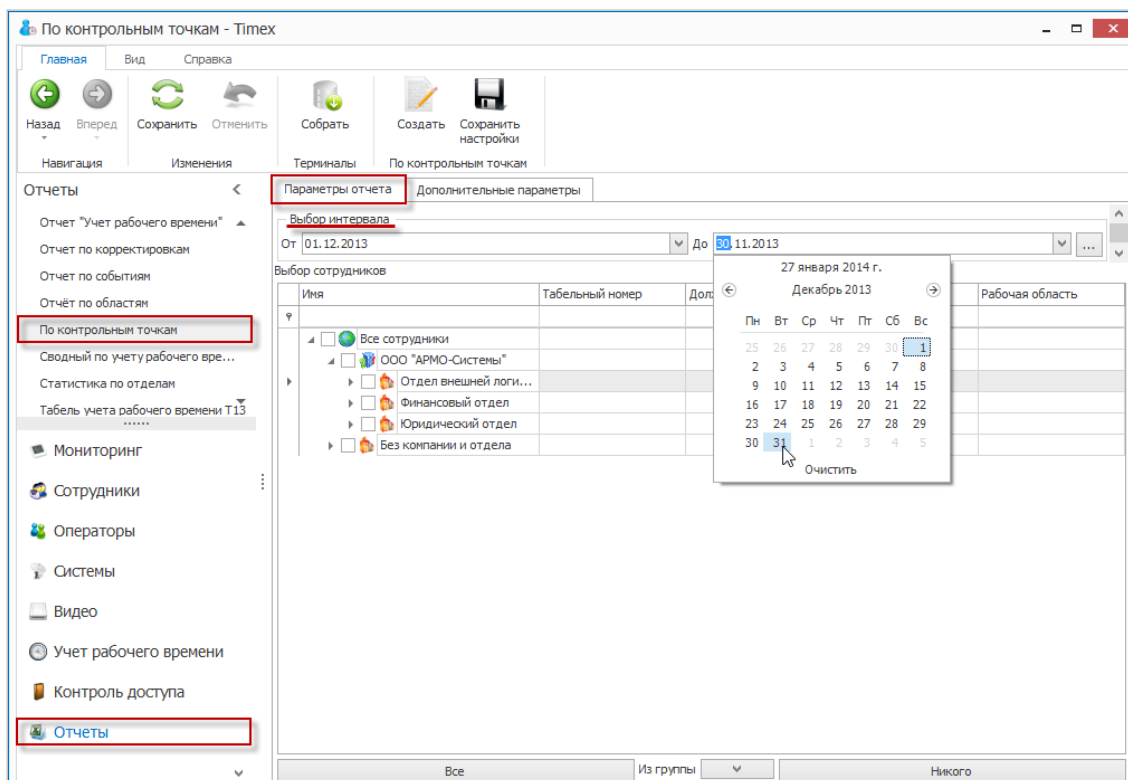 По контрольным точкам - Timex
Главная Вид Справка
Назад Вперед Сохранить Отменить Собрать Создать Сохранить настройки
Навигация Изменения Терминалы По контрольным точкам
Отчеты
Отчет "Учет рабочего времени"
Отчет по корректировкам
Отчет по событиям
Отчёт по областям
По контрольным точкам
Сводный по учету рабочего вре...
Статистика по отделам
Табель учета рабочего времени Т13
Мониторинг
Сотрудники
Операторы
Системы
Видео
Учет рабочего времени
Контроль доступа
Отчеты
Параметры отчета Дополнительные параметры
Выбор интервала
От 01.12.2013 До 30.11.2013 ...
Выбор сотрудников
Имя Табельный номер Рабочая область
Все сотрудники
ООО "АРМО-Системы"
Отдел внешней логи...
Финансовый отдел
Юридический отдел
Без компании и отдела
27 января 2014 г.
Декабрь 2013
Пн Вт Ср Чт Пт Сб Вс
25 26 27 28 29 30 1
2 3 4 5 6 7 8
9 10 11 12 13 14 15
16 17 18 19 20 21 22
23 24 25 26 27 28 29
30 31 1 2 3 4 5
Очистить
Все Из группы Никого